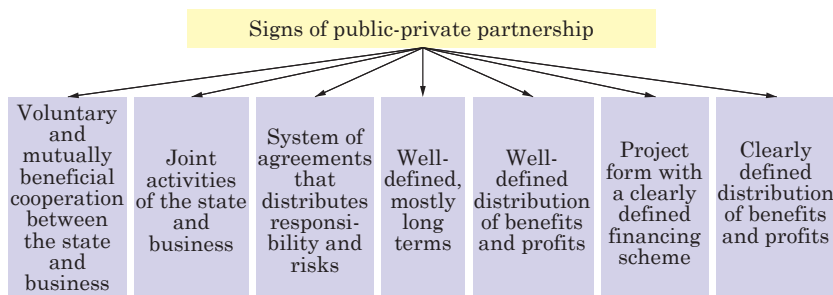 Signs of public-private partnership
Voluntary
and
mutually
beneficial
cooperation
between
the state
and
business
Joint
activities
of the state
and
business
System of
agreements
that
distributes
responsi-
bility and
risks
Well-
defined,
mostly
long
terms
Well-
defined
distribution
of benefits
and profits
Project
form with
a clearly
defined
financing
scheme
Clearly
defined
distribution
of benefits
and profits